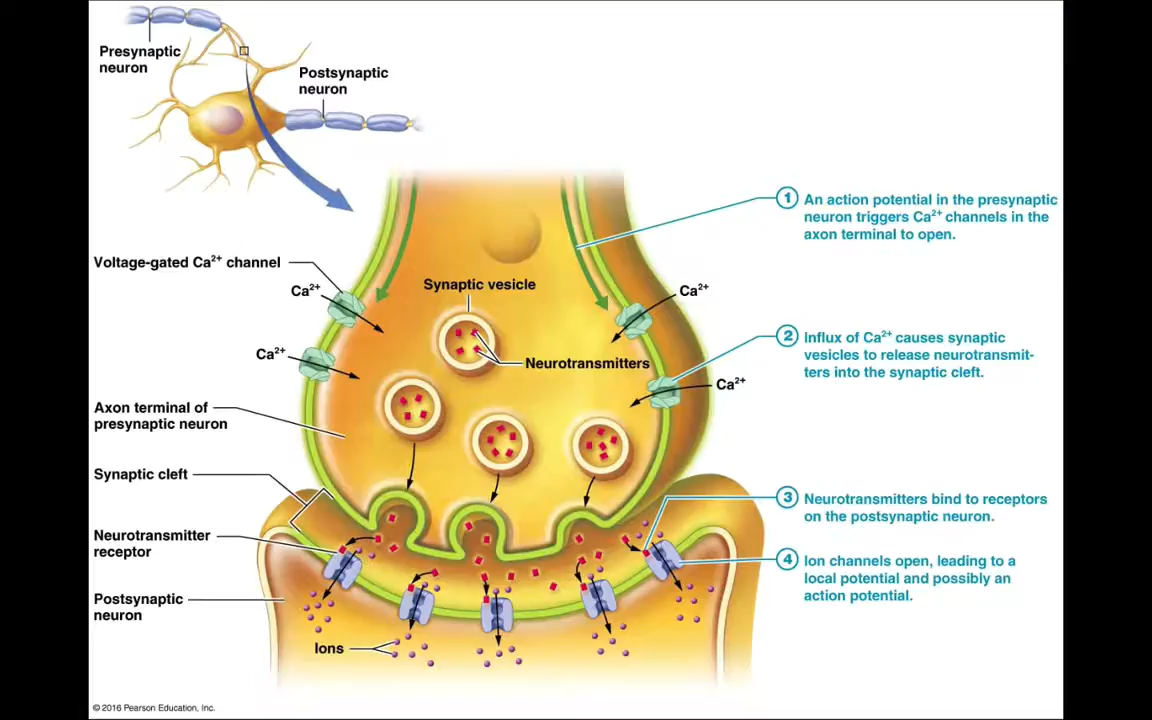 Presynaptic
neuron
Postsynaptic
neuron
① An action potential in the presynaptic
neuron triggers Ca²⁺ channels in the
axon terminal to open.
Voltage-gated Ca²⁺ channel
Ca²⁺
Synaptic vesicle
Ca²⁺
② Influx of Ca²⁺ causes synaptic
vesicles to release neurotransmit-
ters into the synaptic cleft.
Ca²⁺
Neurotransmitters
Ca²⁺
Axon terminal of
presynaptic neuron
Synaptic cleft
③ Neurotransmitters bind to receptors
on the postsynaptic neuron.
Neurotransmitter
receptor
④ Ion channels open, leading to a
local potential and possibly an
action potential.
Postsynaptic
neuron
Ions
© 2016 Pearson Education, Inc.